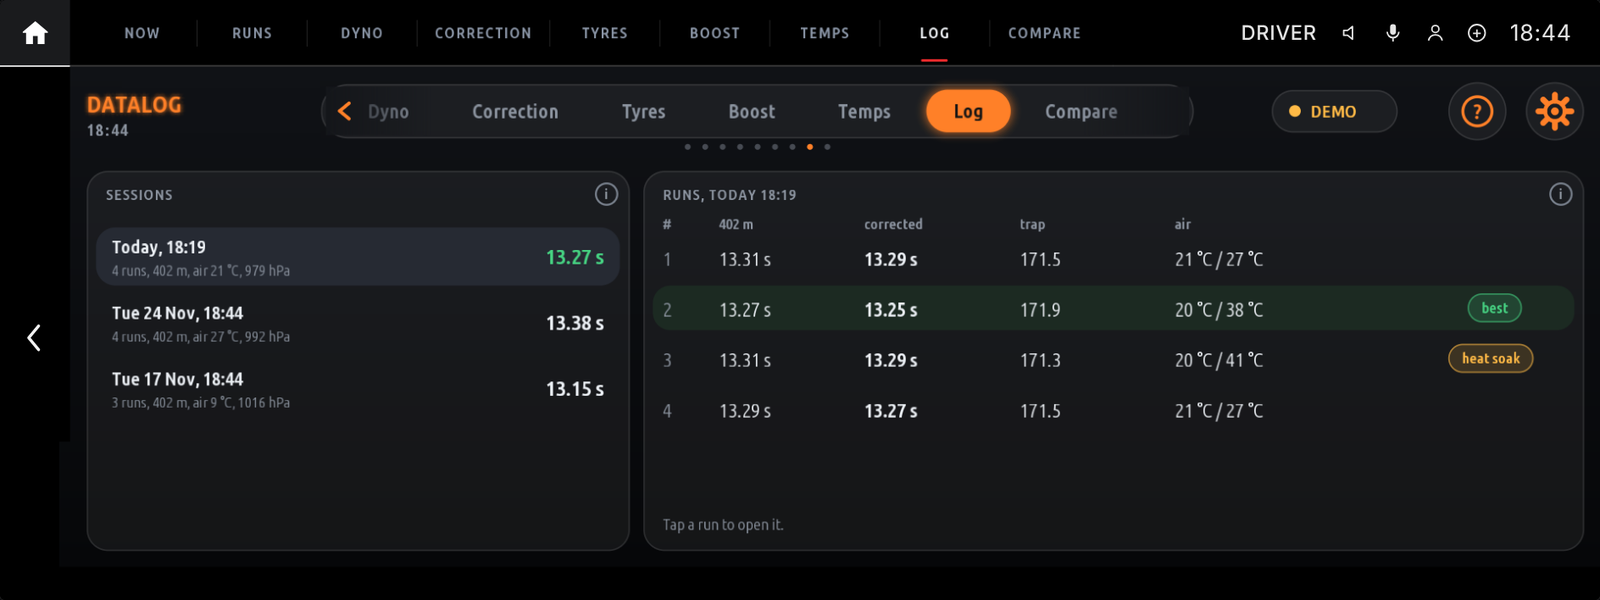 NOW RUNS DYNO CORRECTION TYRES BOOST TEMPS LOG COMPARE DRIVER 18:44
DATALOG
18:44
Dyno Correction Tyres Boost Temps Log Compare
DEMO
?
SESSIONS
i
Today, 18:19
4 runs, 402 m, air 21 °C, 979 hPa
13.27 s
Tue 24 Nov, 18:44
4 runs, 402 m, air 27 °C, 992 hPa
13.38 s
Tue 17 Nov, 18:44
3 runs, 402 m, air 9 °C, 1016 hPa
13.15 s
RUNS, TODAY 18:19
i
# 402 m corrected trap air
1 13.31 s 13.29 s 171.5 21 °C / 27 °C
2 13.27 s 13.25 s 171.9 20 °C / 38 °C best
3 13.31 s 13.29 s 171.3 20 °C / 41 °C heat soak
4 13.29 s 13.27 s 171.5 21 °C / 27 °C
Tap a run to open it.